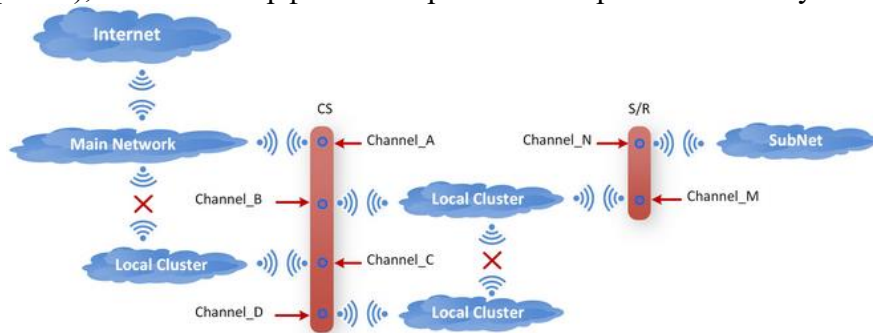 Internet
CS
S/R
Main Network
Channel_A
Channel_N
SubNet
Channel_B
Local Cluster
Channel_M
Local Cluster
Channel_C
Channel_D
Local Cluster